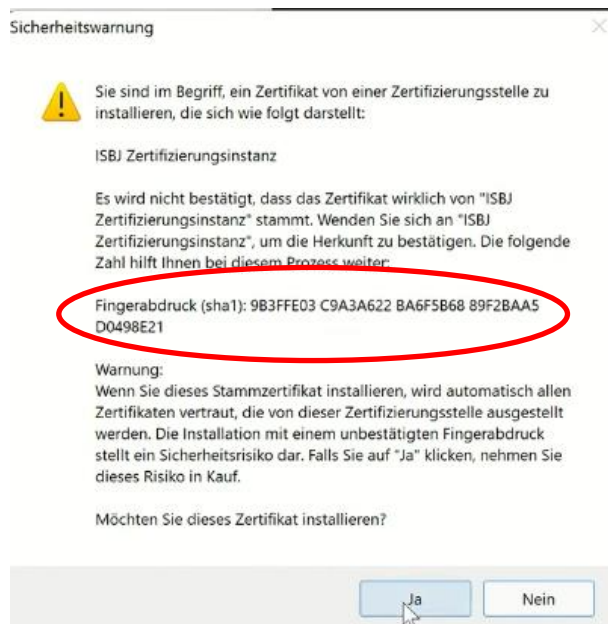 Sicherheitswarnung
Sie sind im Begriff, ein Zertifikat von einer Zertifizierungsstelle zu
installieren, die sich wie folgt darstellt:
ISBJ Zertifizierungsinstanz
Es wird nicht bestätigt, dass das Zertifikat wirklich von "ISBJ
Zertifizierungsinstanz" stammt. Wenden Sie sich an "ISBJ
Zertifizierungsinstanz", um die Herkunft zu bestätigen. Die folgende
Zahl hilft Ihnen bei diesem Prozess weiter:
Fingerabdruck (sha1): 9B3FFE03 C9A3A622 BA6F5B68 89F2BAA5
D0498E21
Warnung:
Wenn Sie dieses Stammzertifikat installieren, wird automatisch allen
Zertifikaten vertraut, die von dieser Zertifizierungsstelle ausgestellt
werden. Die Installation mit einem unbestätigten Fingerabdruck
stellt ein Sicherheitsrisiko dar. Falls Sie auf "Ja" klicken, nehmen Sie
dieses Risiko in Kauf.
Möchten Sie dieses Zertifikat installieren?
Ja Nein